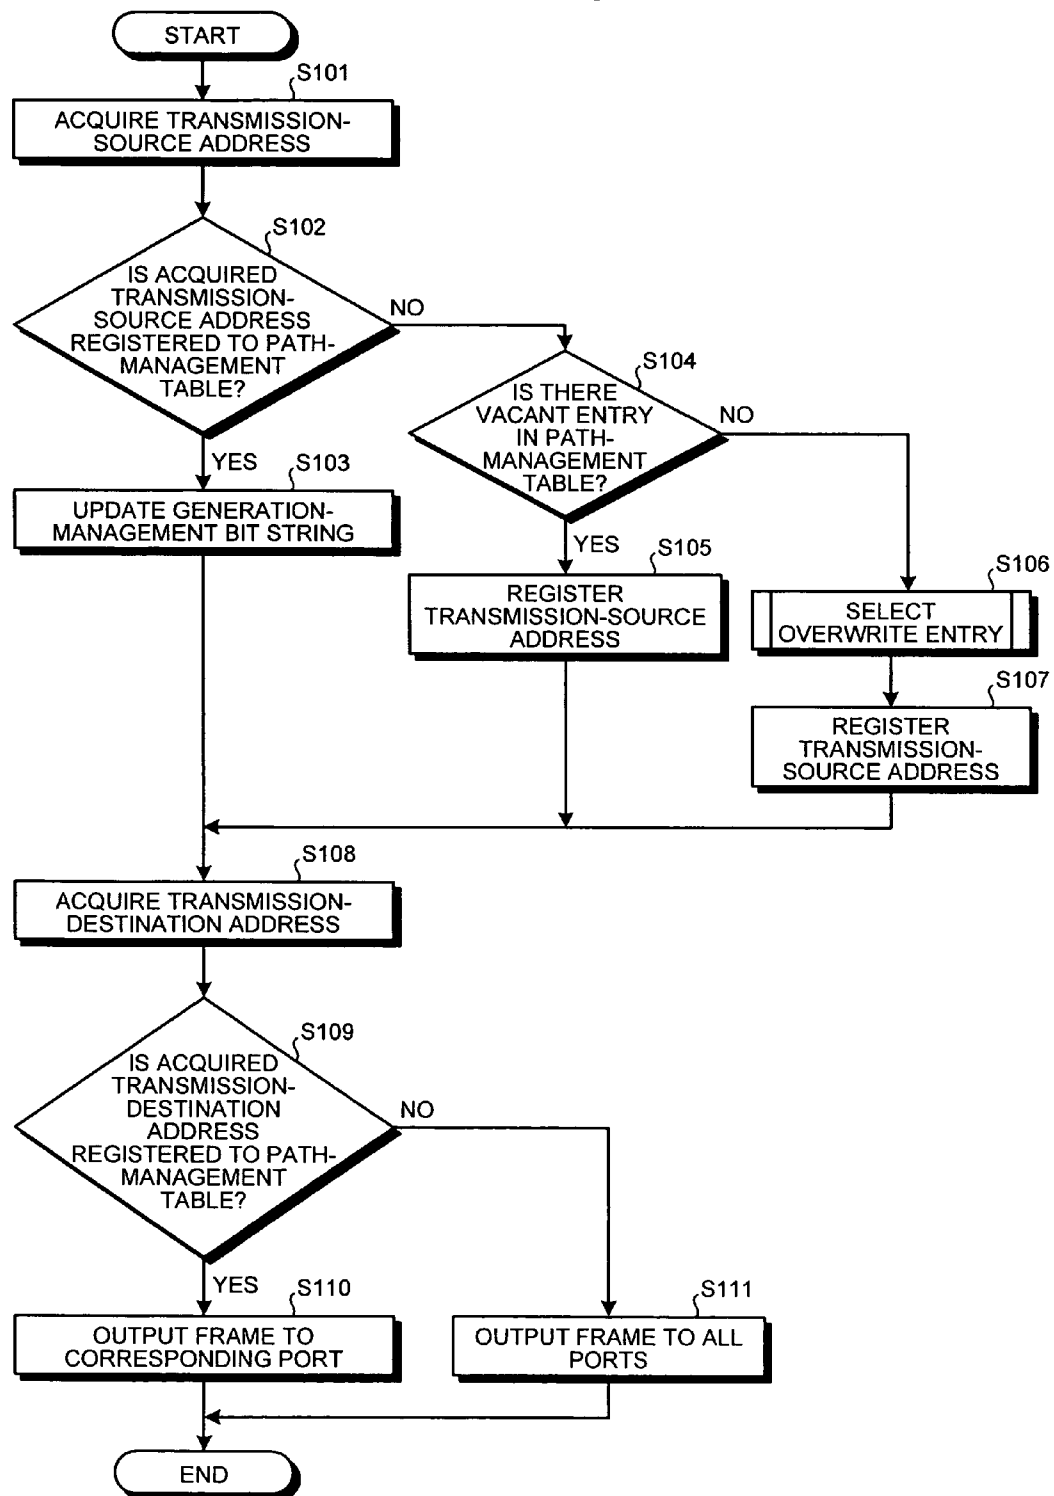 START
S101
ACQUIRE TRANSMISSION-
SOURCE ADDRESS
S102
IS ACQUIRED
TRANSMISSION-
SOURCE ADDRESS
REGISTERED TO PATH-
MANAGEMENT
TABLE?
NO
S104
IS THERE
VACANT ENTRY
IN PATH-
MANAGEMENT
TABLE?
NO
YES
S103
UPDATE GENERATION-
MANAGEMENT BIT STRING
YES
S105
REGISTER
TRANSMISSION-SOURCE
ADDRESS
S106
SELECT
OVERWRITE ENTRY
S107
REGISTER
TRANSMISSION-
SOURCE ADDRESS
S108
ACQUIRE TRANSMISSION-
DESTINATION ADDRESS
S109
IS ACQUIRED
TRANSMISSION-
DESTINATION
ADDRESS
REGISTERED TO PATH-
MANAGEMENT
TABLE?
NO
YES
S110
OUTPUT FRAME TO
CORRESPONDING PORT
S111
OUTPUT FRAME TO ALL
PORTS
END